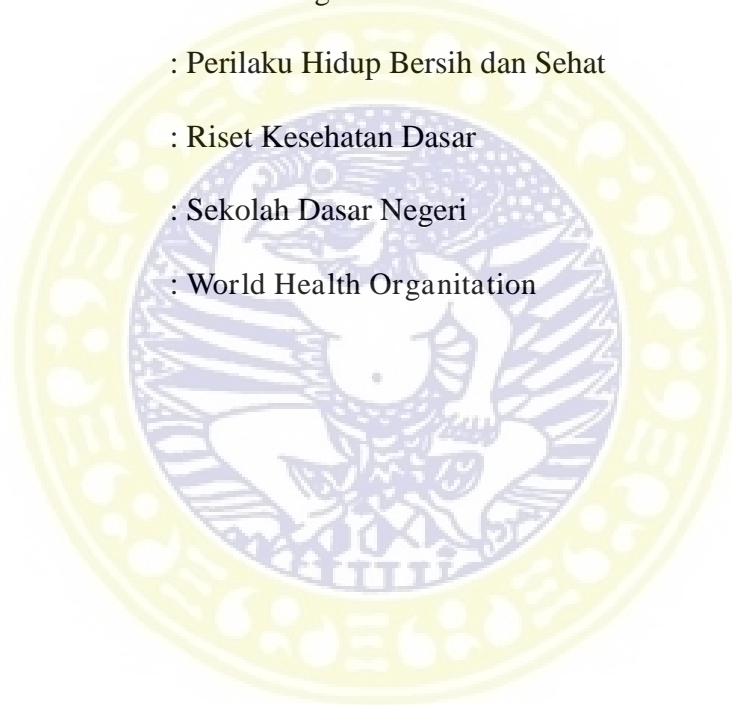 : Perilaku Hidup Bersih dan Sehat
: Riset Kesehatan Dasar
: Sekolah Dasar Negeri
: World Health Organitation